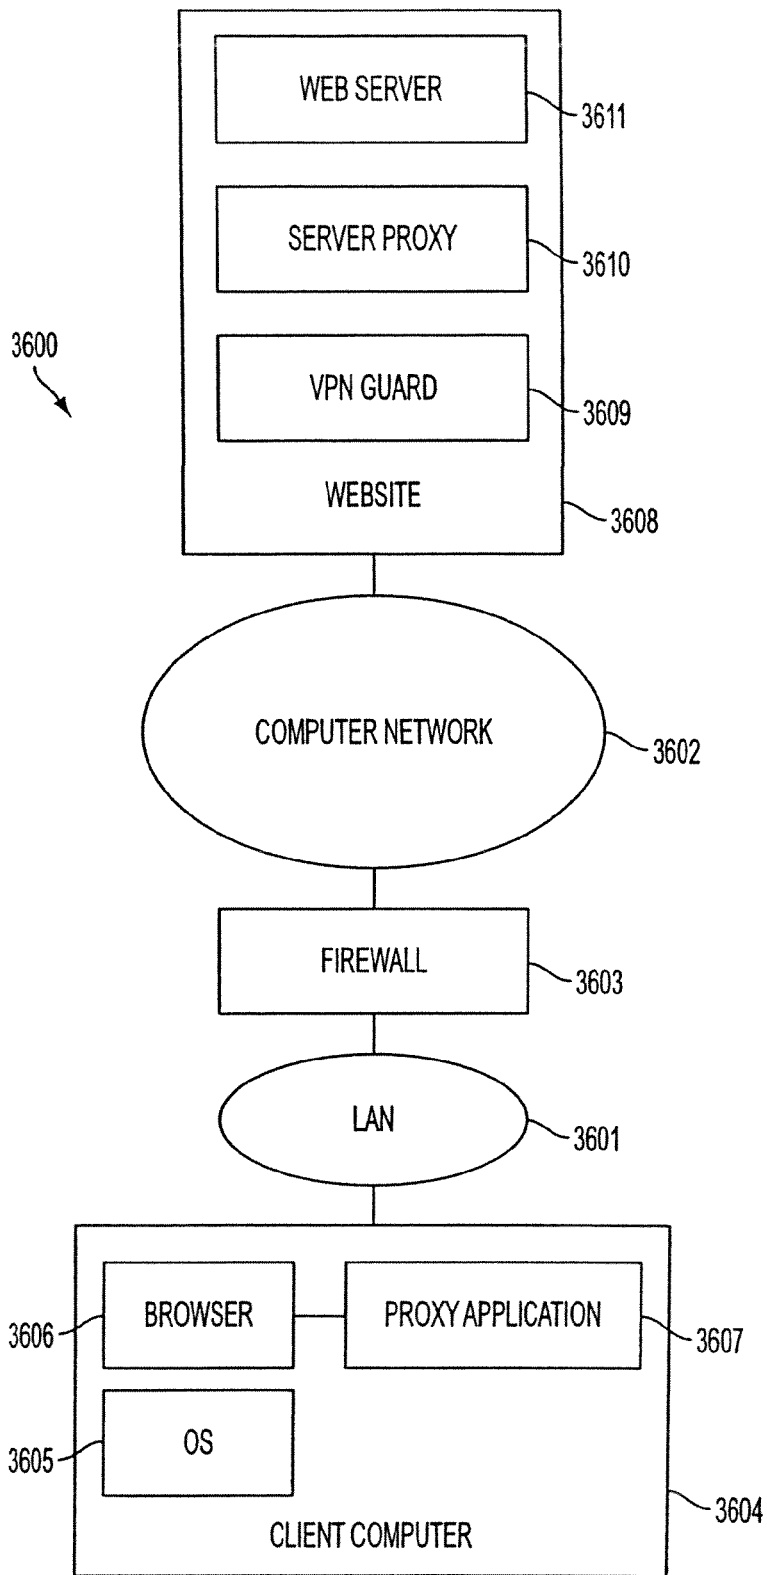 WEB SERVER
3611
SERVER PROXY
3610
3600
VPN GUARD
3609
WEBSITE
3608
COMPUTER NETWORK
3602
FIREWALL
3603
LAN
3601
BROWSER
PROXY APPLICATION
3606
3607
OS
3605
3604
CLIENT COMPUTER